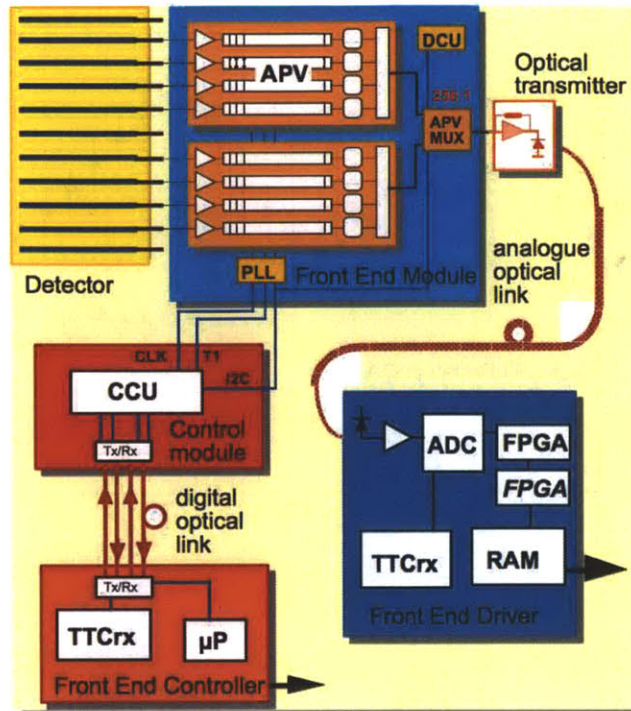 APV
DCU
256:1
APV
MUX
Optical
transmitter
Detector
PLL
Front End Module
analogue
optical
link
CLK
T1
I2C
CCU
Tx/Rx
Control
module
digital
optical
link
ADC
FPGA
FPGA
TTCrx
RAM
Front End Driver
Tx/Rx
TTCrx
µP
Front End Controller